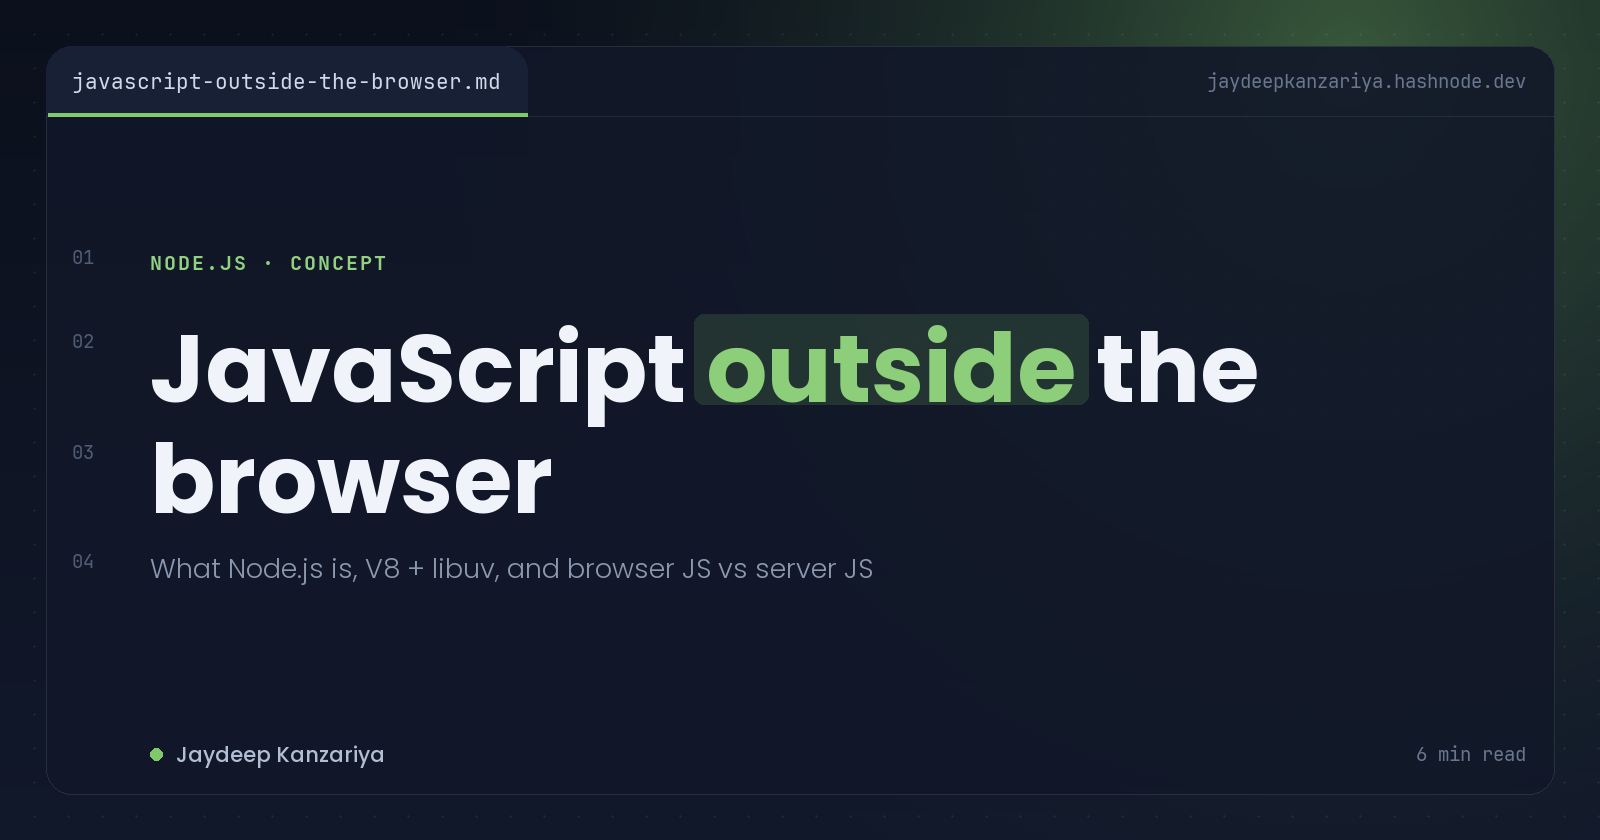 javascript-outside-the-browser.md
jaydeepkanzariya.hashnode.dev
01
NODE.JS · CONCEPT
02
JavaScript outside the
03
browser
04
What Node.js is, V8 + libuv, and browser JS vs server JS
Jaydeep Kanzariya
6 min read